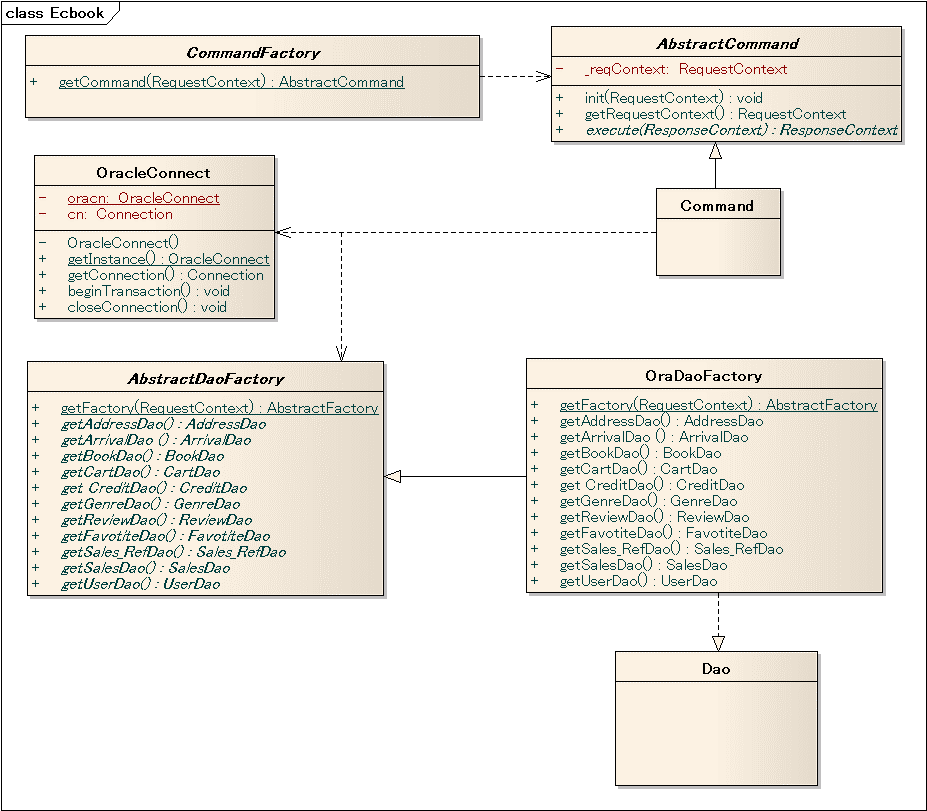 class Ecbook
CommandFactory
+ getCommand(RequestContext) : AbstractCommand
AbstractCommand
- _reqContext: RequestContext
+ init(RequestContext) : void
+ getRequestContext() : RequestContext
+ execute(ResponseContext) : ResponseContext
OracleConnect
- oracn: OracleConnect
- cn: Connection
- OracleConnect()
+ getInstance() : OracleConnect
+ getConnection() : Connection
+ beginTransaction() : void
+ closeConnection() : void
Command
AbstractDaoFactory
+ getFactory(RequestContext) : AbstractFactory
+ getAddressDao() : AddressDao
+ getArrivalDao () : ArrivalDao
+ getBookDao() : BookDao
+ getCartDao() : CartDao
+ get CreditDao() : CreditDao
+ getGenreDao() : GenreDao
+ getReviewDao() : ReviewDao
+ getFavotiteDao() : FavotiteDao
+ getSales_RefDao() : Sales_RefDao
+ getSalesDao() : SalesDao
+ getUserDao() : UserDao
OraDaoFactory
+ getFactory(RequestContext) : AbstractFactory
+ getAddressDao() : AddressDao
+ getArrivalDao () : ArrivalDao
+ getBookDao() : BookDao
+ getCartDao() : CartDao
+ get CreditDao() : CreditDao
+ getGenreDao() : GenreDao
+ getReviewDao() : ReviewDao
+ getFavotiteDao() : FavotiteDao
+ getSales_RefDao() : Sales_RefDao
+ getSalesDao() : SalesDao
+ getUserDao() : UserDao
Dao